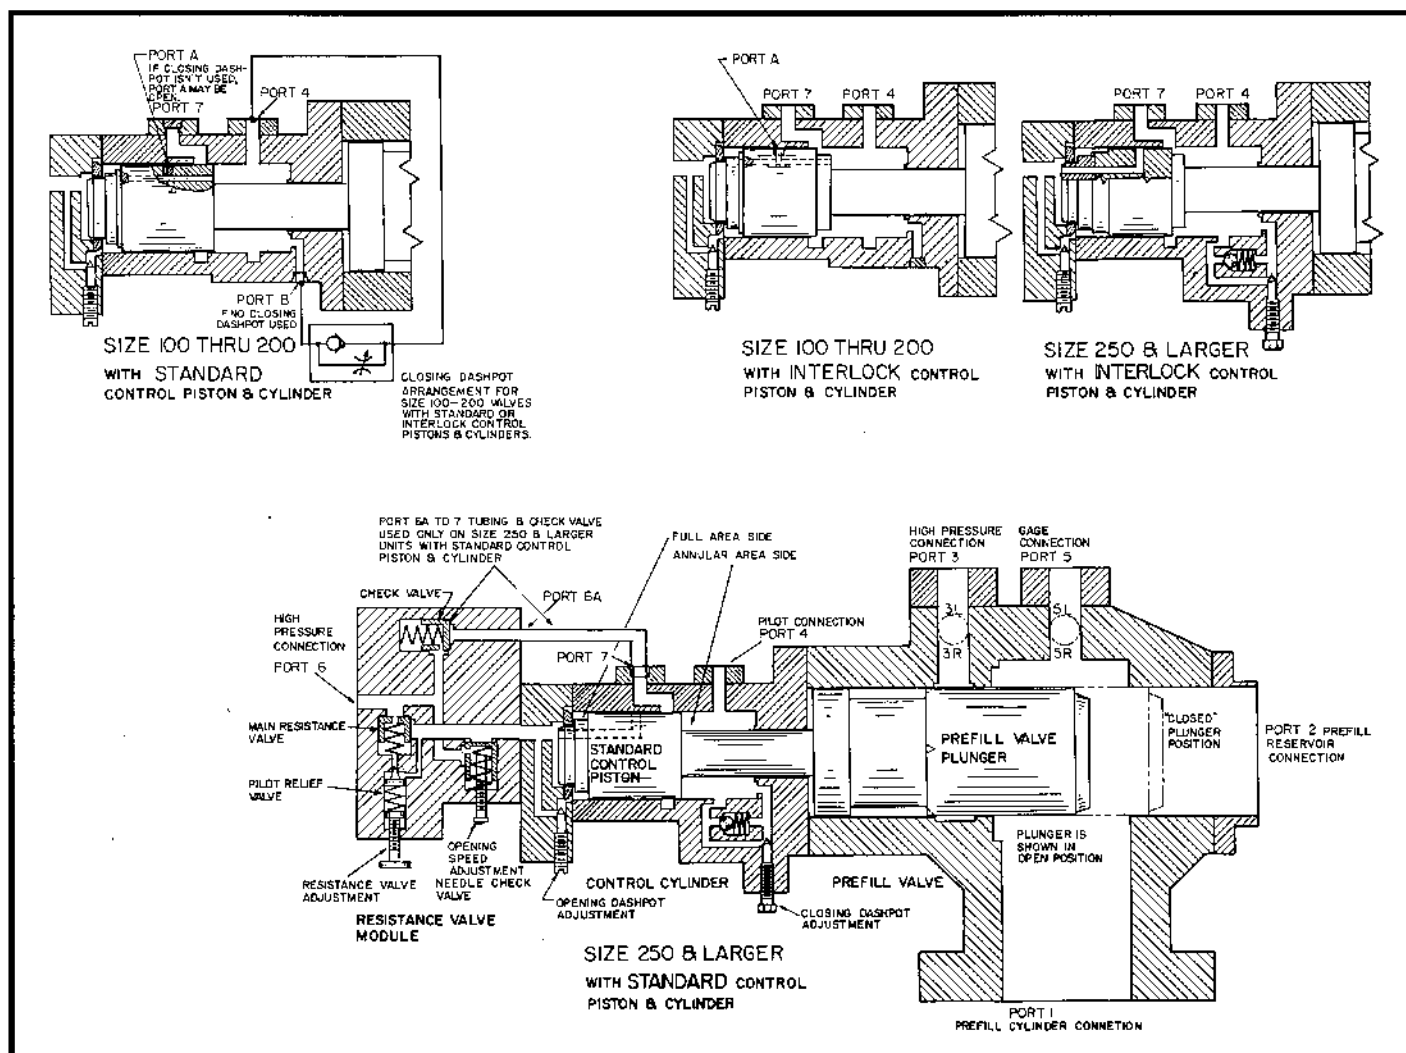 PORT A
IF CLOSING DASH-
POT ISN'T USED,
PORT A MAY BE
OPEN.
PORT 7
PORT 4
PORT B
IF NO CLOSING
DASHPOT USED
SIZE 100 THRU 200
WITH STANDARD
CONTROL PISTON & CYLINDER
CLOSING DASHPOT
ARRANGEMENT FOR
SIZE 100-200 VALVES
WITH STANDARD OR
INTERLOCK CONTROL
PISTONS & CYLINDERS.
PORT A
PORT 7
PORT 4
SIZE 100 THRU 200
WITH INTERLOCK CONTROL
PISTON & CYLINDER
PORT 7
PORT 4
SIZE 250 & LARGER
WITH INTERLOCK CONTROL
PISTON & CYLINDER
PORT 6A TO 7 TUBING & CHECK VALVE
USED ONLY ON SIZE 250 & LARGER
UNITS WITH STANDARD CONTROL
PISTON & CYLINDER
FULL AREA SIDE
ANNULAR AREA SIDE
HIGH PRESSURE
CONNECTION
PORT 3
GAGE
CONNECTION
PORT 5
CHECK VALVE
PORT 6A
HIGH
PRESSURE
CONNECTION
PORT 6
PILOT CONNECTION
PORT 4
PORT 7
3L
3R
5L
5R
MAIN RESISTANCE
VALVE
STANDARD
CONTROL
PISTON
PREFILL VALVE
PLUNGER
"CLOSED"
PLUNGER
POSITION
PORT 2 PREFILL
RESERVOIR
CONNECTION
PILOT RELIEF
VALVE
PLUNGER IS
SHOWN IN
OPEN POSITION
OPENING
SPEED
ADJUSTMENT
NEEDLE CHECK
VALVE
RESISTANCE VALVE
ADJUSTMENT
RESISTANCE VALVE
MODULE
OPENING DASHPOT
ADJUSTMENT
CONTROL CYLINDER
PREFILL VALVE
CLOSING DASHPOT
ADJUSTMENT
SIZE 250 & LARGER
WITH STANDARD CONTROL
PISTON & CYLINDER
PORT 1
PREFILL CYLINDER CONNETION